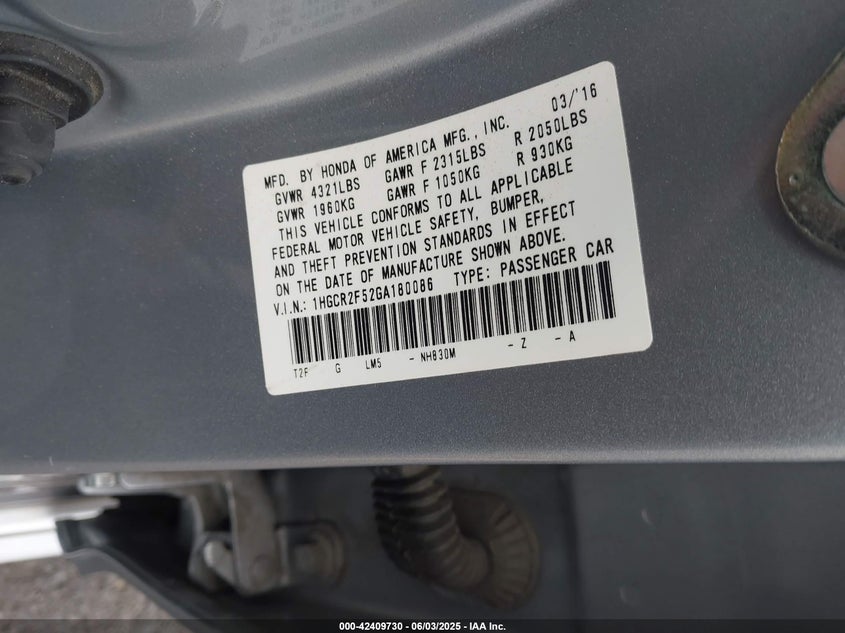 MFD. BY HONDA OF AMERICA MFG., INC. 03/'16
GVWR 4321LBS GAWR F 2315LBS R 2050LBS
GVWR 1960KG GAWR F 1050KG R 930KG
THIS VEHICLE CONFORMS TO ALL APPLICABLE
FEDERAL MOTOR VEHICLE SAFETY, BUMPER,
AND THEFT PREVENTION STANDARDS IN EFFECT
ON THE DATE OF MANUFACTURE SHOWN ABOVE.
V.I.N.: 1HGCR2F52GA180086 TYPE: PASSENGER CAR
T2F G LM5 - NH830M - Z - A
000-42409730 - 06/03/2025 - IAA Inc.